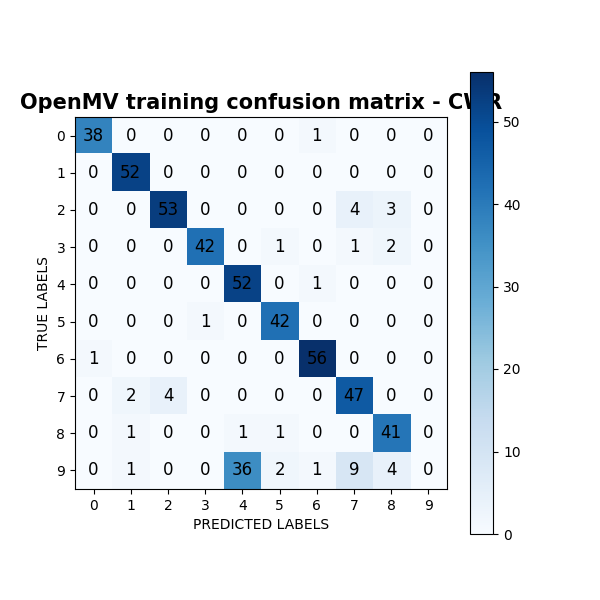 OpenMV training confusion matrix - CWR
0 38 0 0 0 0 0 1 0 0 0
1 0 52 0 0 0 0 0 0 0 0
2 0 0 53 0 0 0 0 4 3 0
3 0 0 0 42 0 1 0 1 2 0
4 0 0 0 0 52 0 1 0 0 0
5 0 0 0 1 0 42 0 0 0 0
6 1 0 0 0 0 0 56 0 0 0
7 0 2 4 0 0 0 0 47 0 0
8 0 1 0 0 1 1 0 0 41 0
9 0 1 0 0 36 2 1 9 4 0
0 1 2 3 4 5 6 7 8 9
PREDICTED LABELS
TRUE LABELS
50
40
30
20
10
0